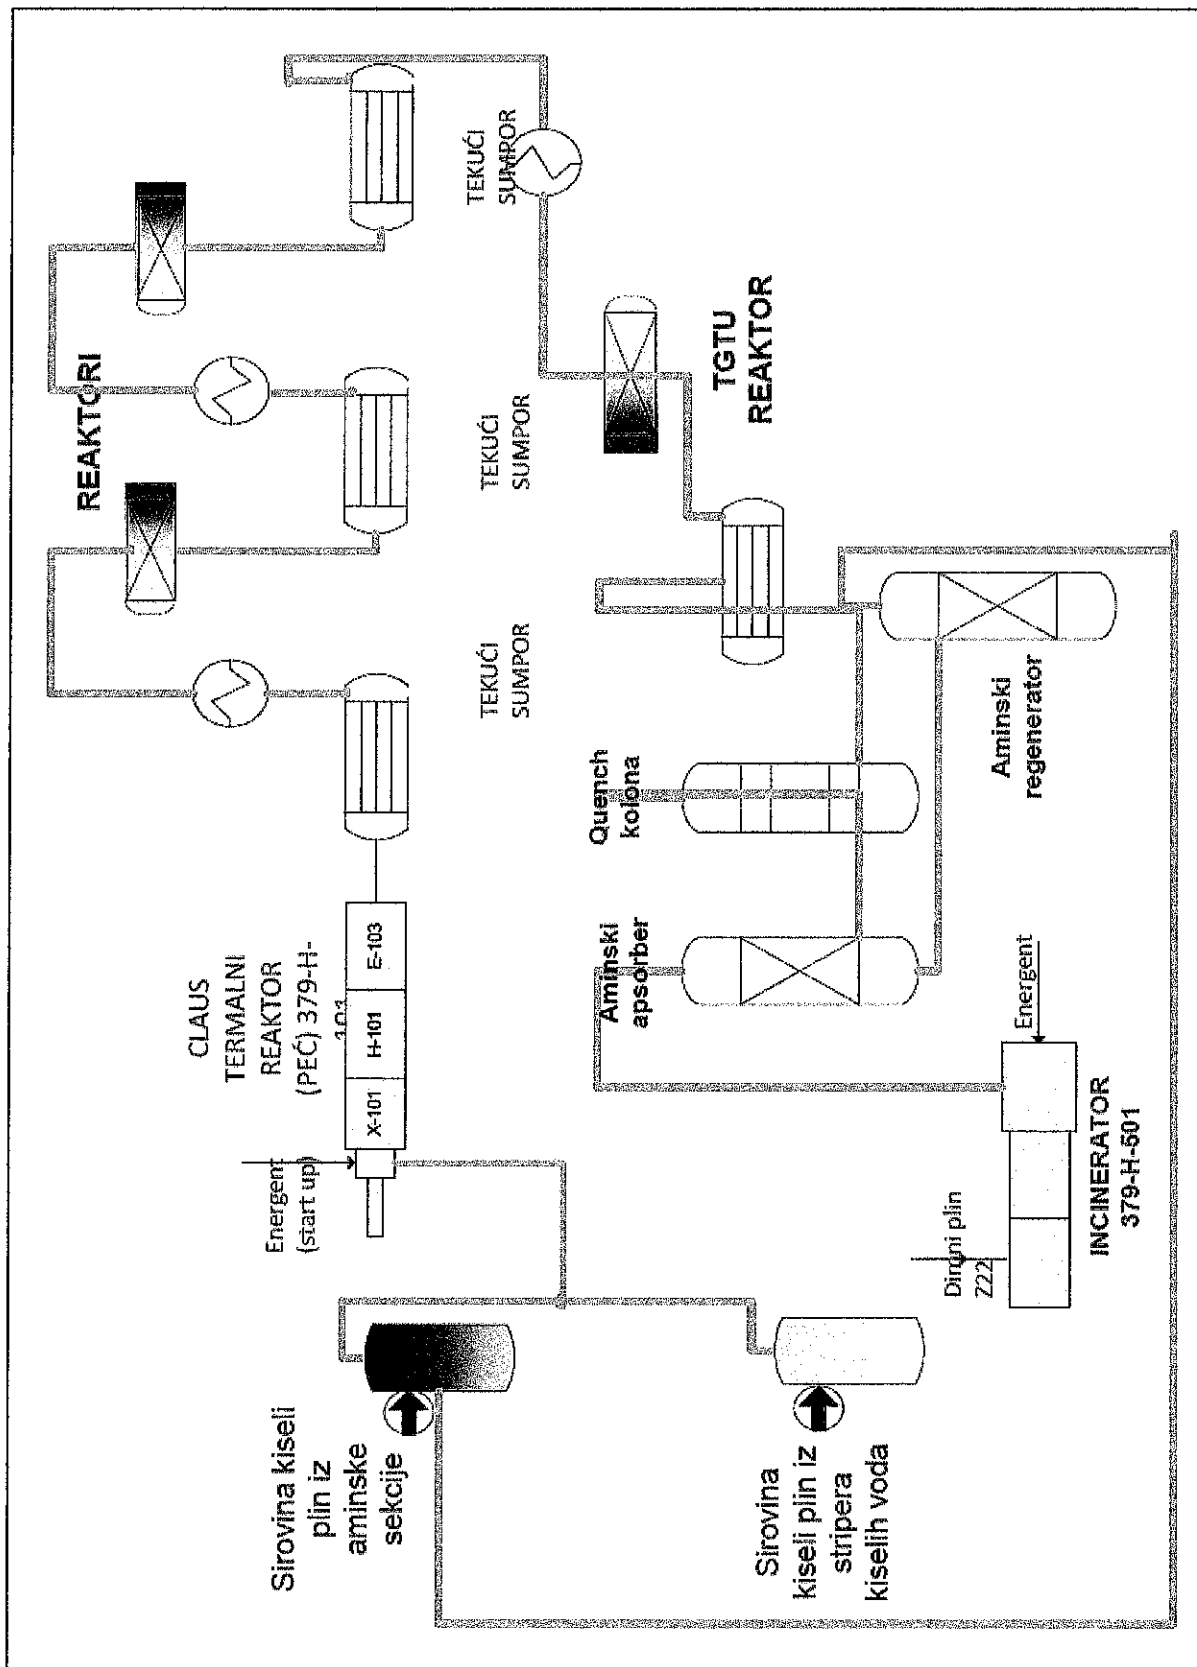 Sirovina kiseli
plin iz
aminske
sekcije
Sirovina
kiseli plin iz
stripera
kiselih voda
Energent
(start up)
CLAUS
TERMALNI
REAKTOR
(PEĆ) 379-H-
101
X-101
H-101
E-103
REAKTORI
TEKUĆI
SUMPOR
TEKUĆI
SUMPOR
TEKUĆI
SUMPOR
TGTU
REAKTOR
Quench
kolona
Aminski
apsorber
Aminski
regenerator
Energent
Dimni plin
Z22
INCINERATOR
379-H-601